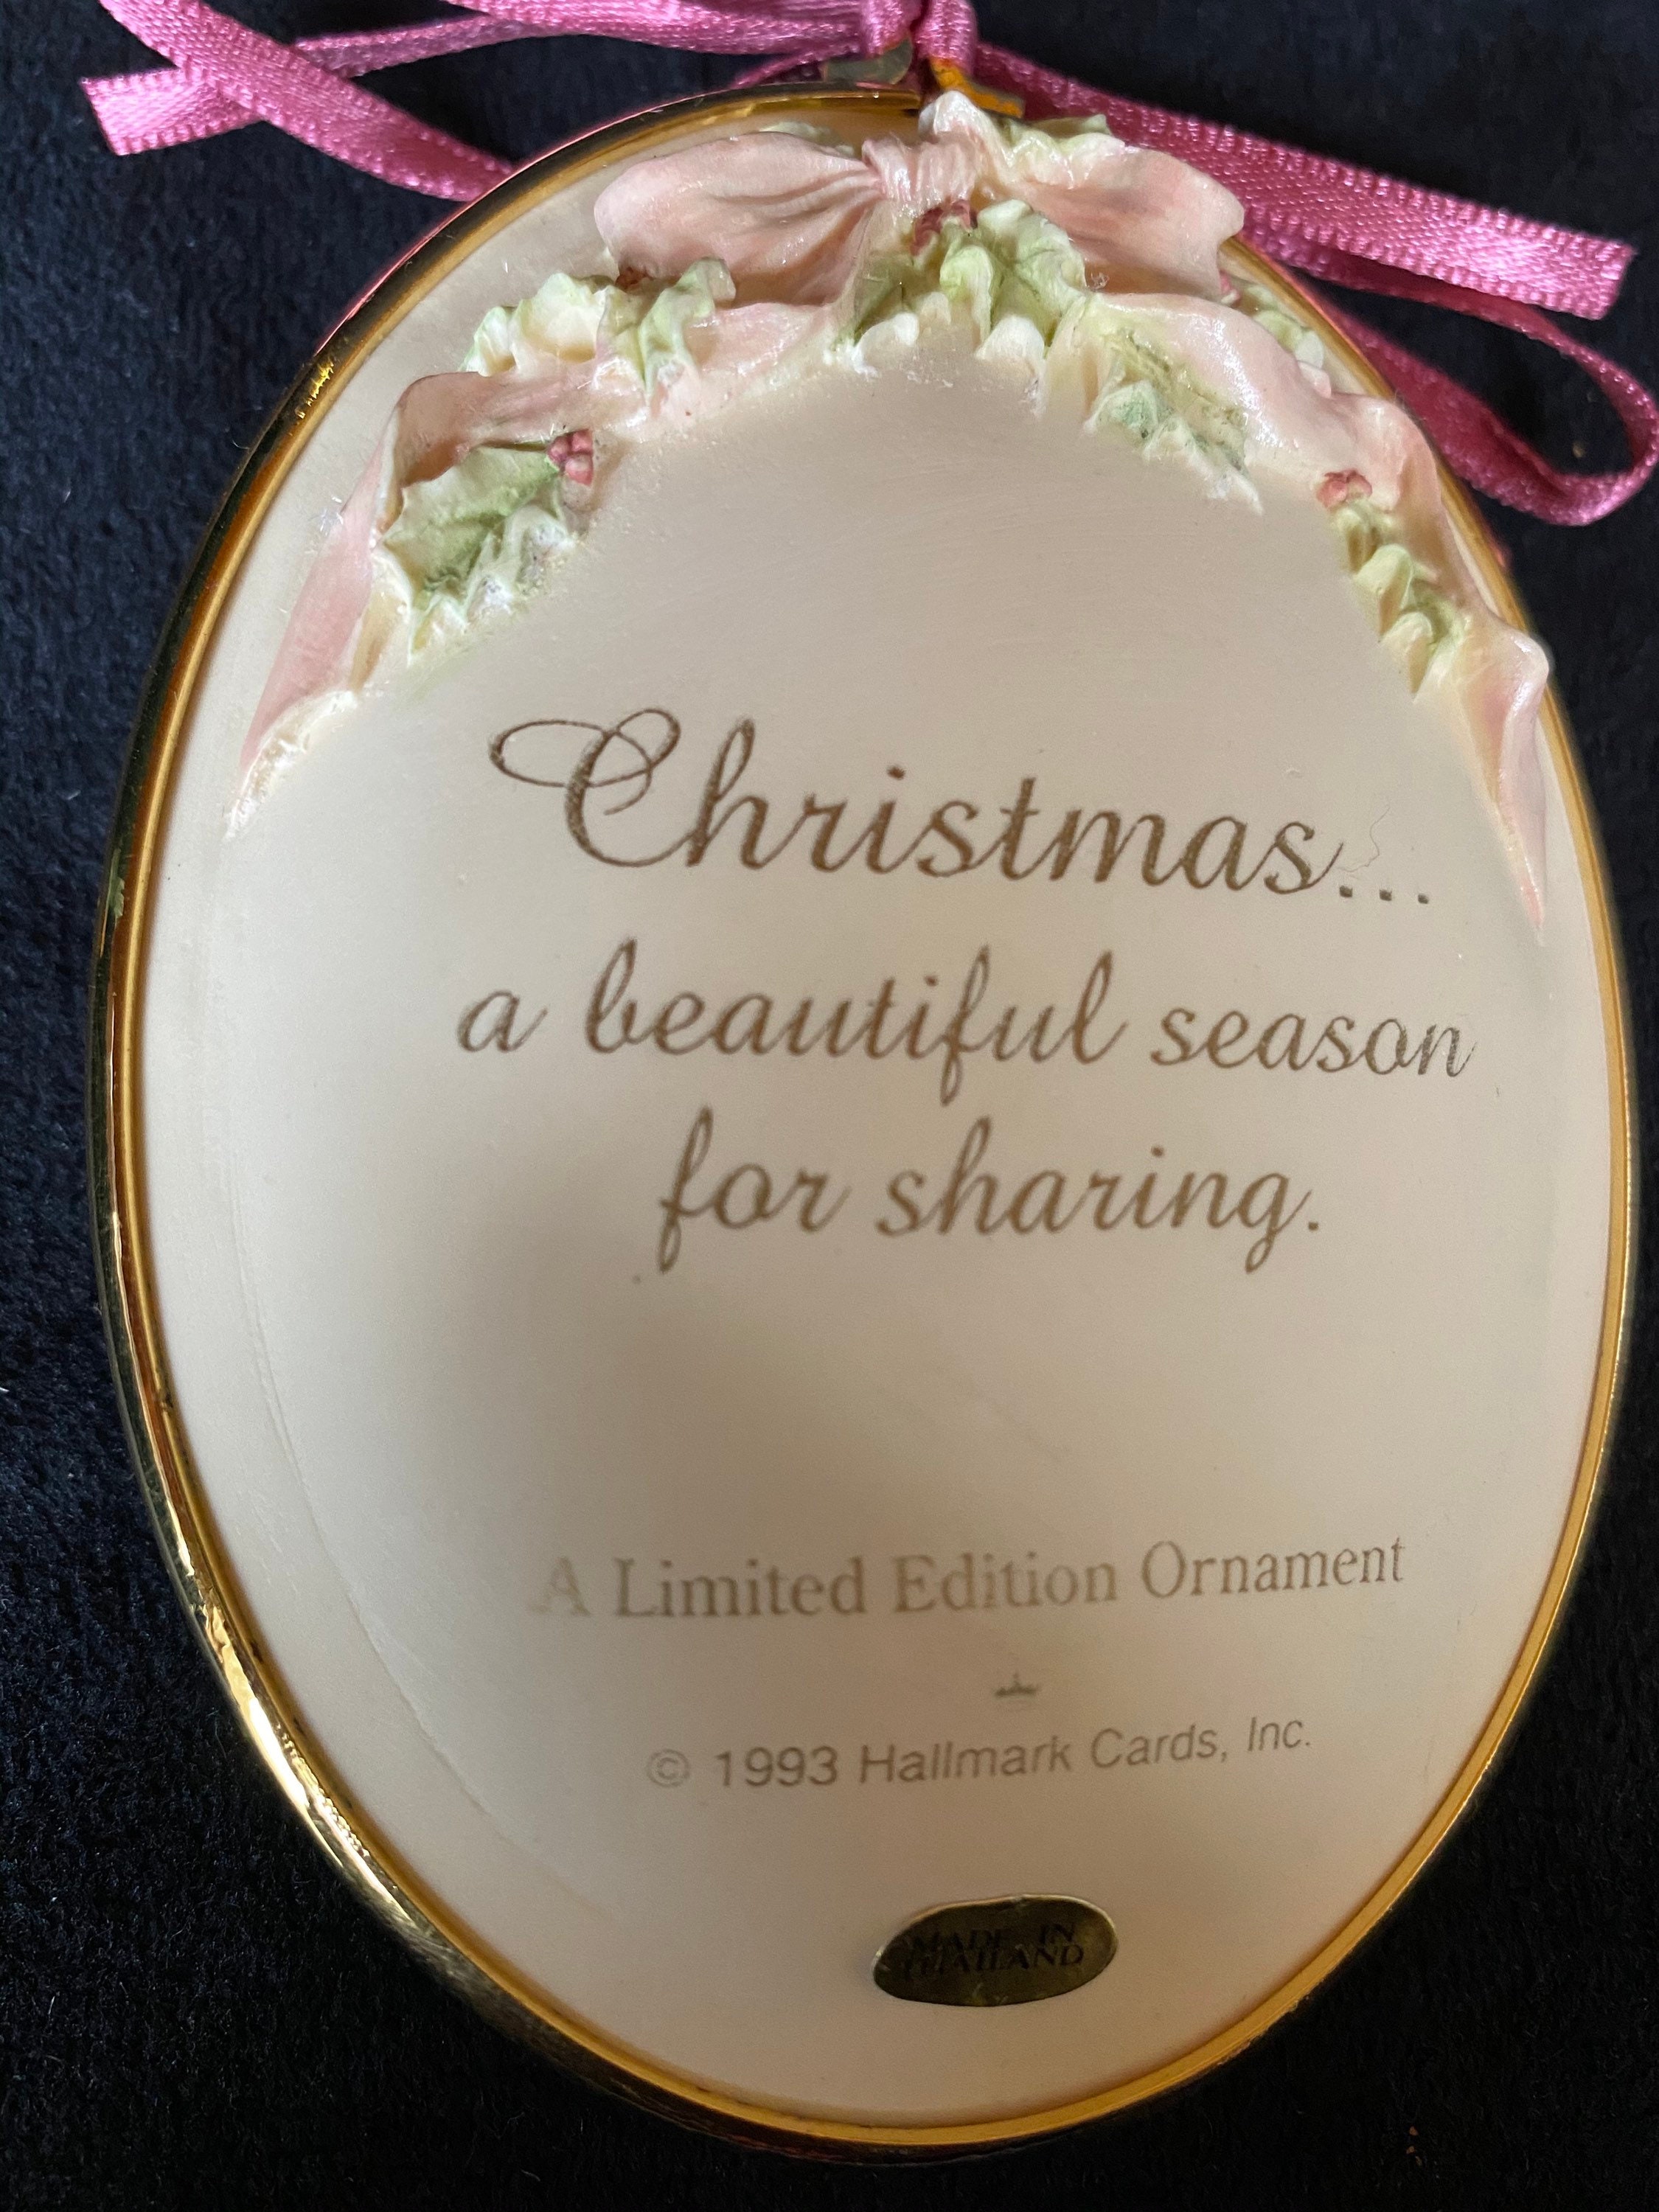 Christmas...
a beautiful season
for sharing.
A Limited Edition Ornament
© 1993 Hallmark Cards, Inc.
MADE IN
THAILAND